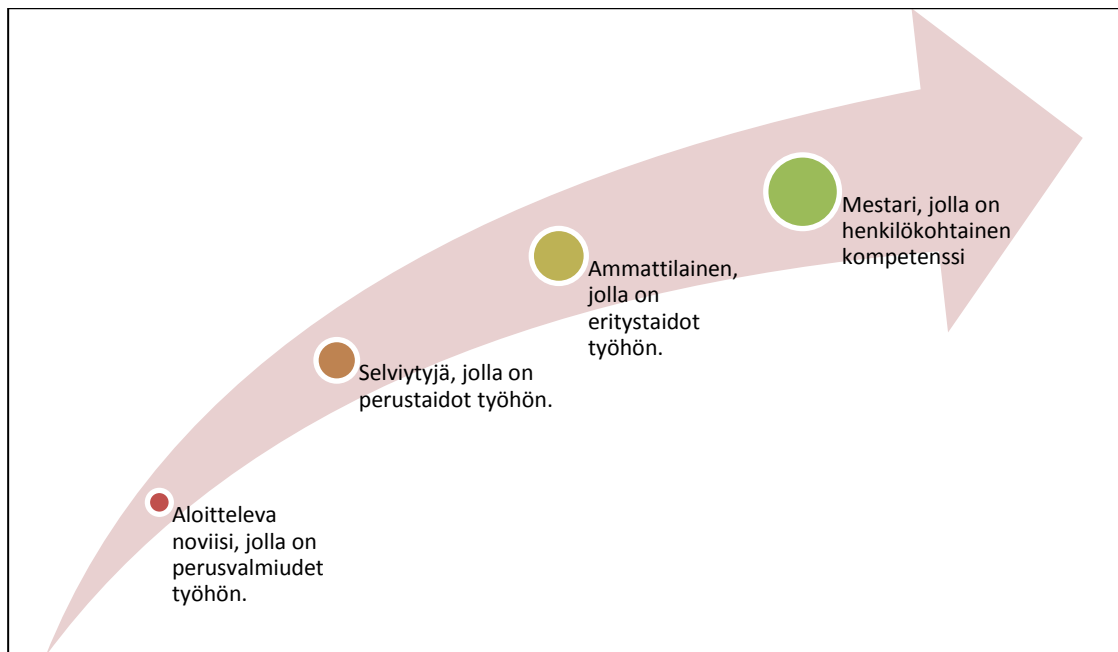 Mestari, jolla on
henkilökohtainen
kompetenssi
Ammattilainen,
jolla on
eritystaidot
työhön.
Selviytyjä, jolla on
perustaidot työhön.
Aloitteleva
noviisi, jolla on
perusvalmiudet
työhön.